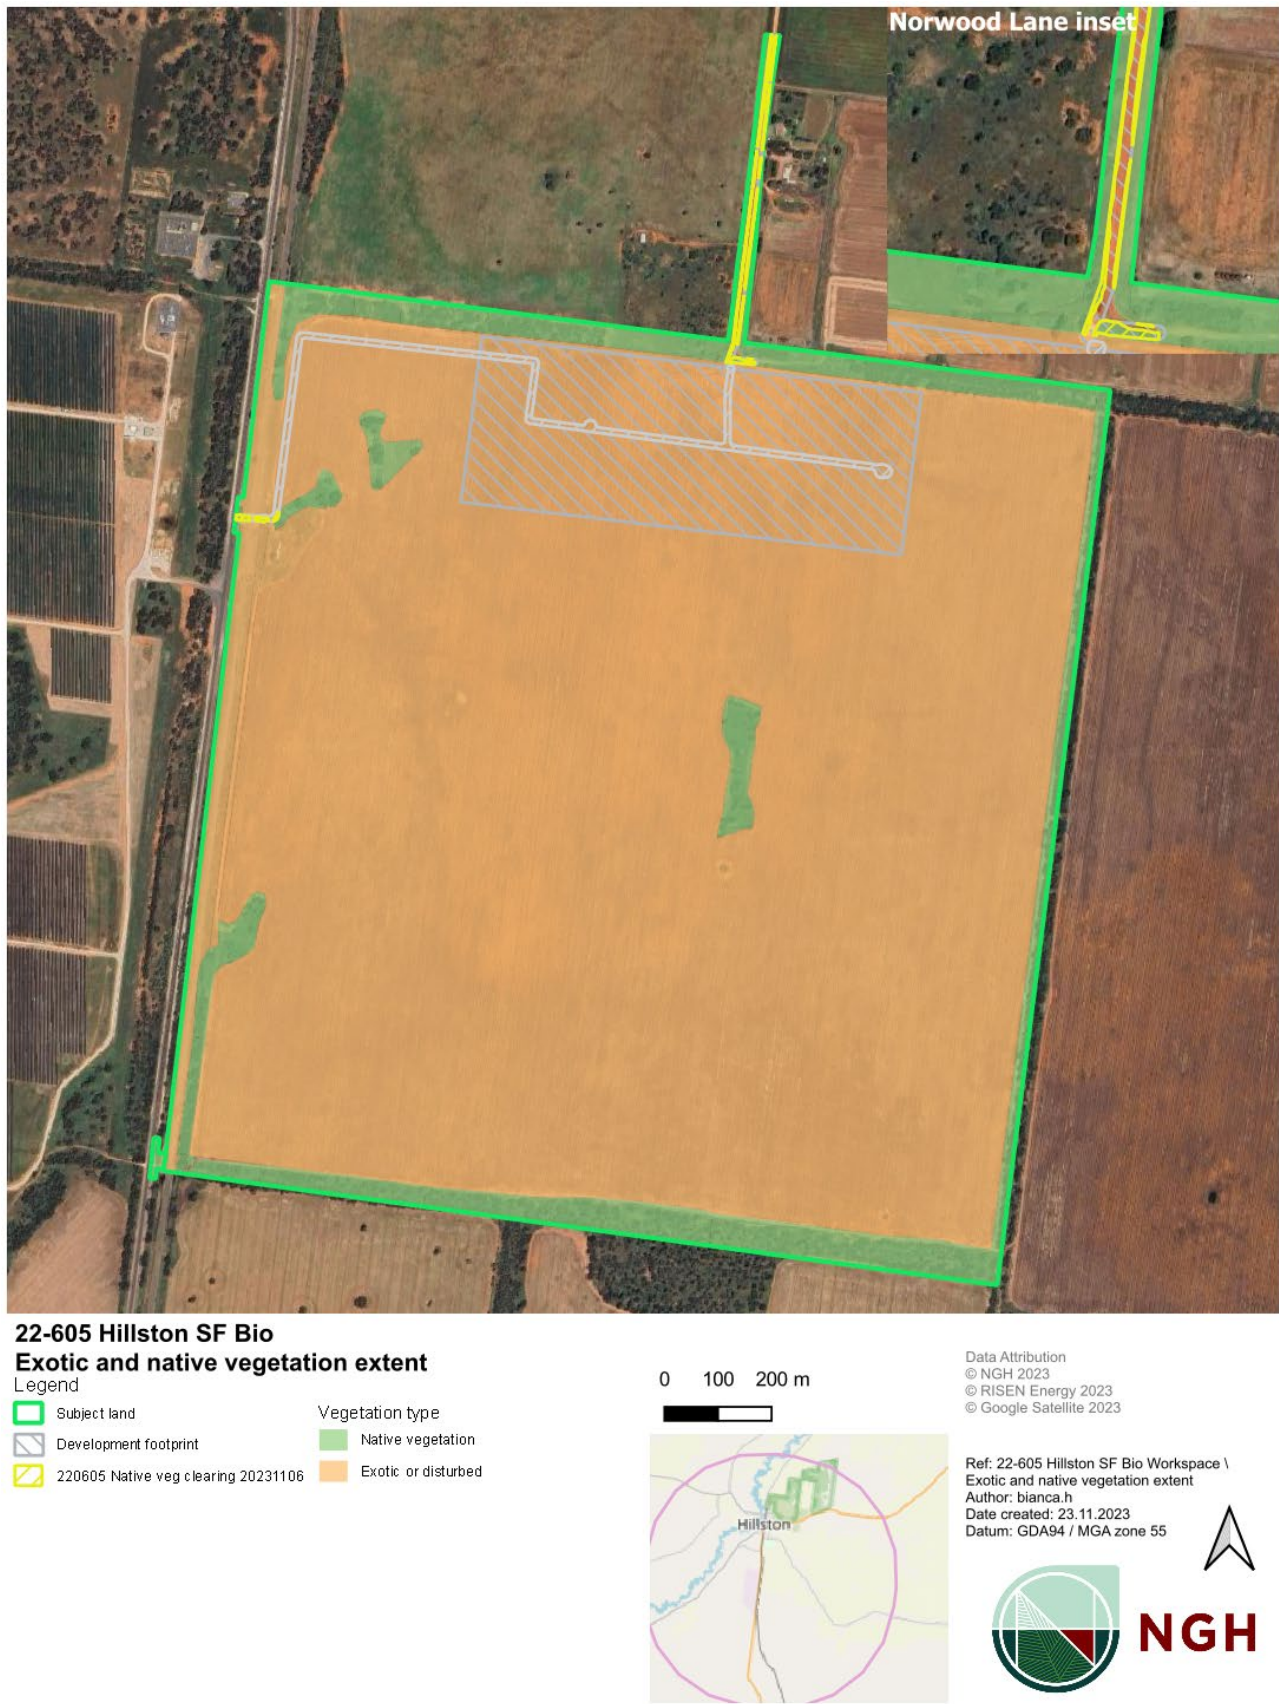 Norwood Lane inset
22-605 Hillston SF Bio
Exotic and native vegetation extent
Legend
Subject land
Development footprint
220605 Native veg clearing 20231106
Vegetation type
Native vegetation
Exotic or disturbed
0 100 200 m
Hillston
Data Attribution
© NGH 2023
© RISEN Energy 2023
© Google Satellite 2023
Ref: 22-605 Hillston SF Bio Workspace \
Exotic and native vegetation extent
Author: bianca.h
Date created: 23.11.2023
Datum: GDA94 / MGA zone 55
NGH